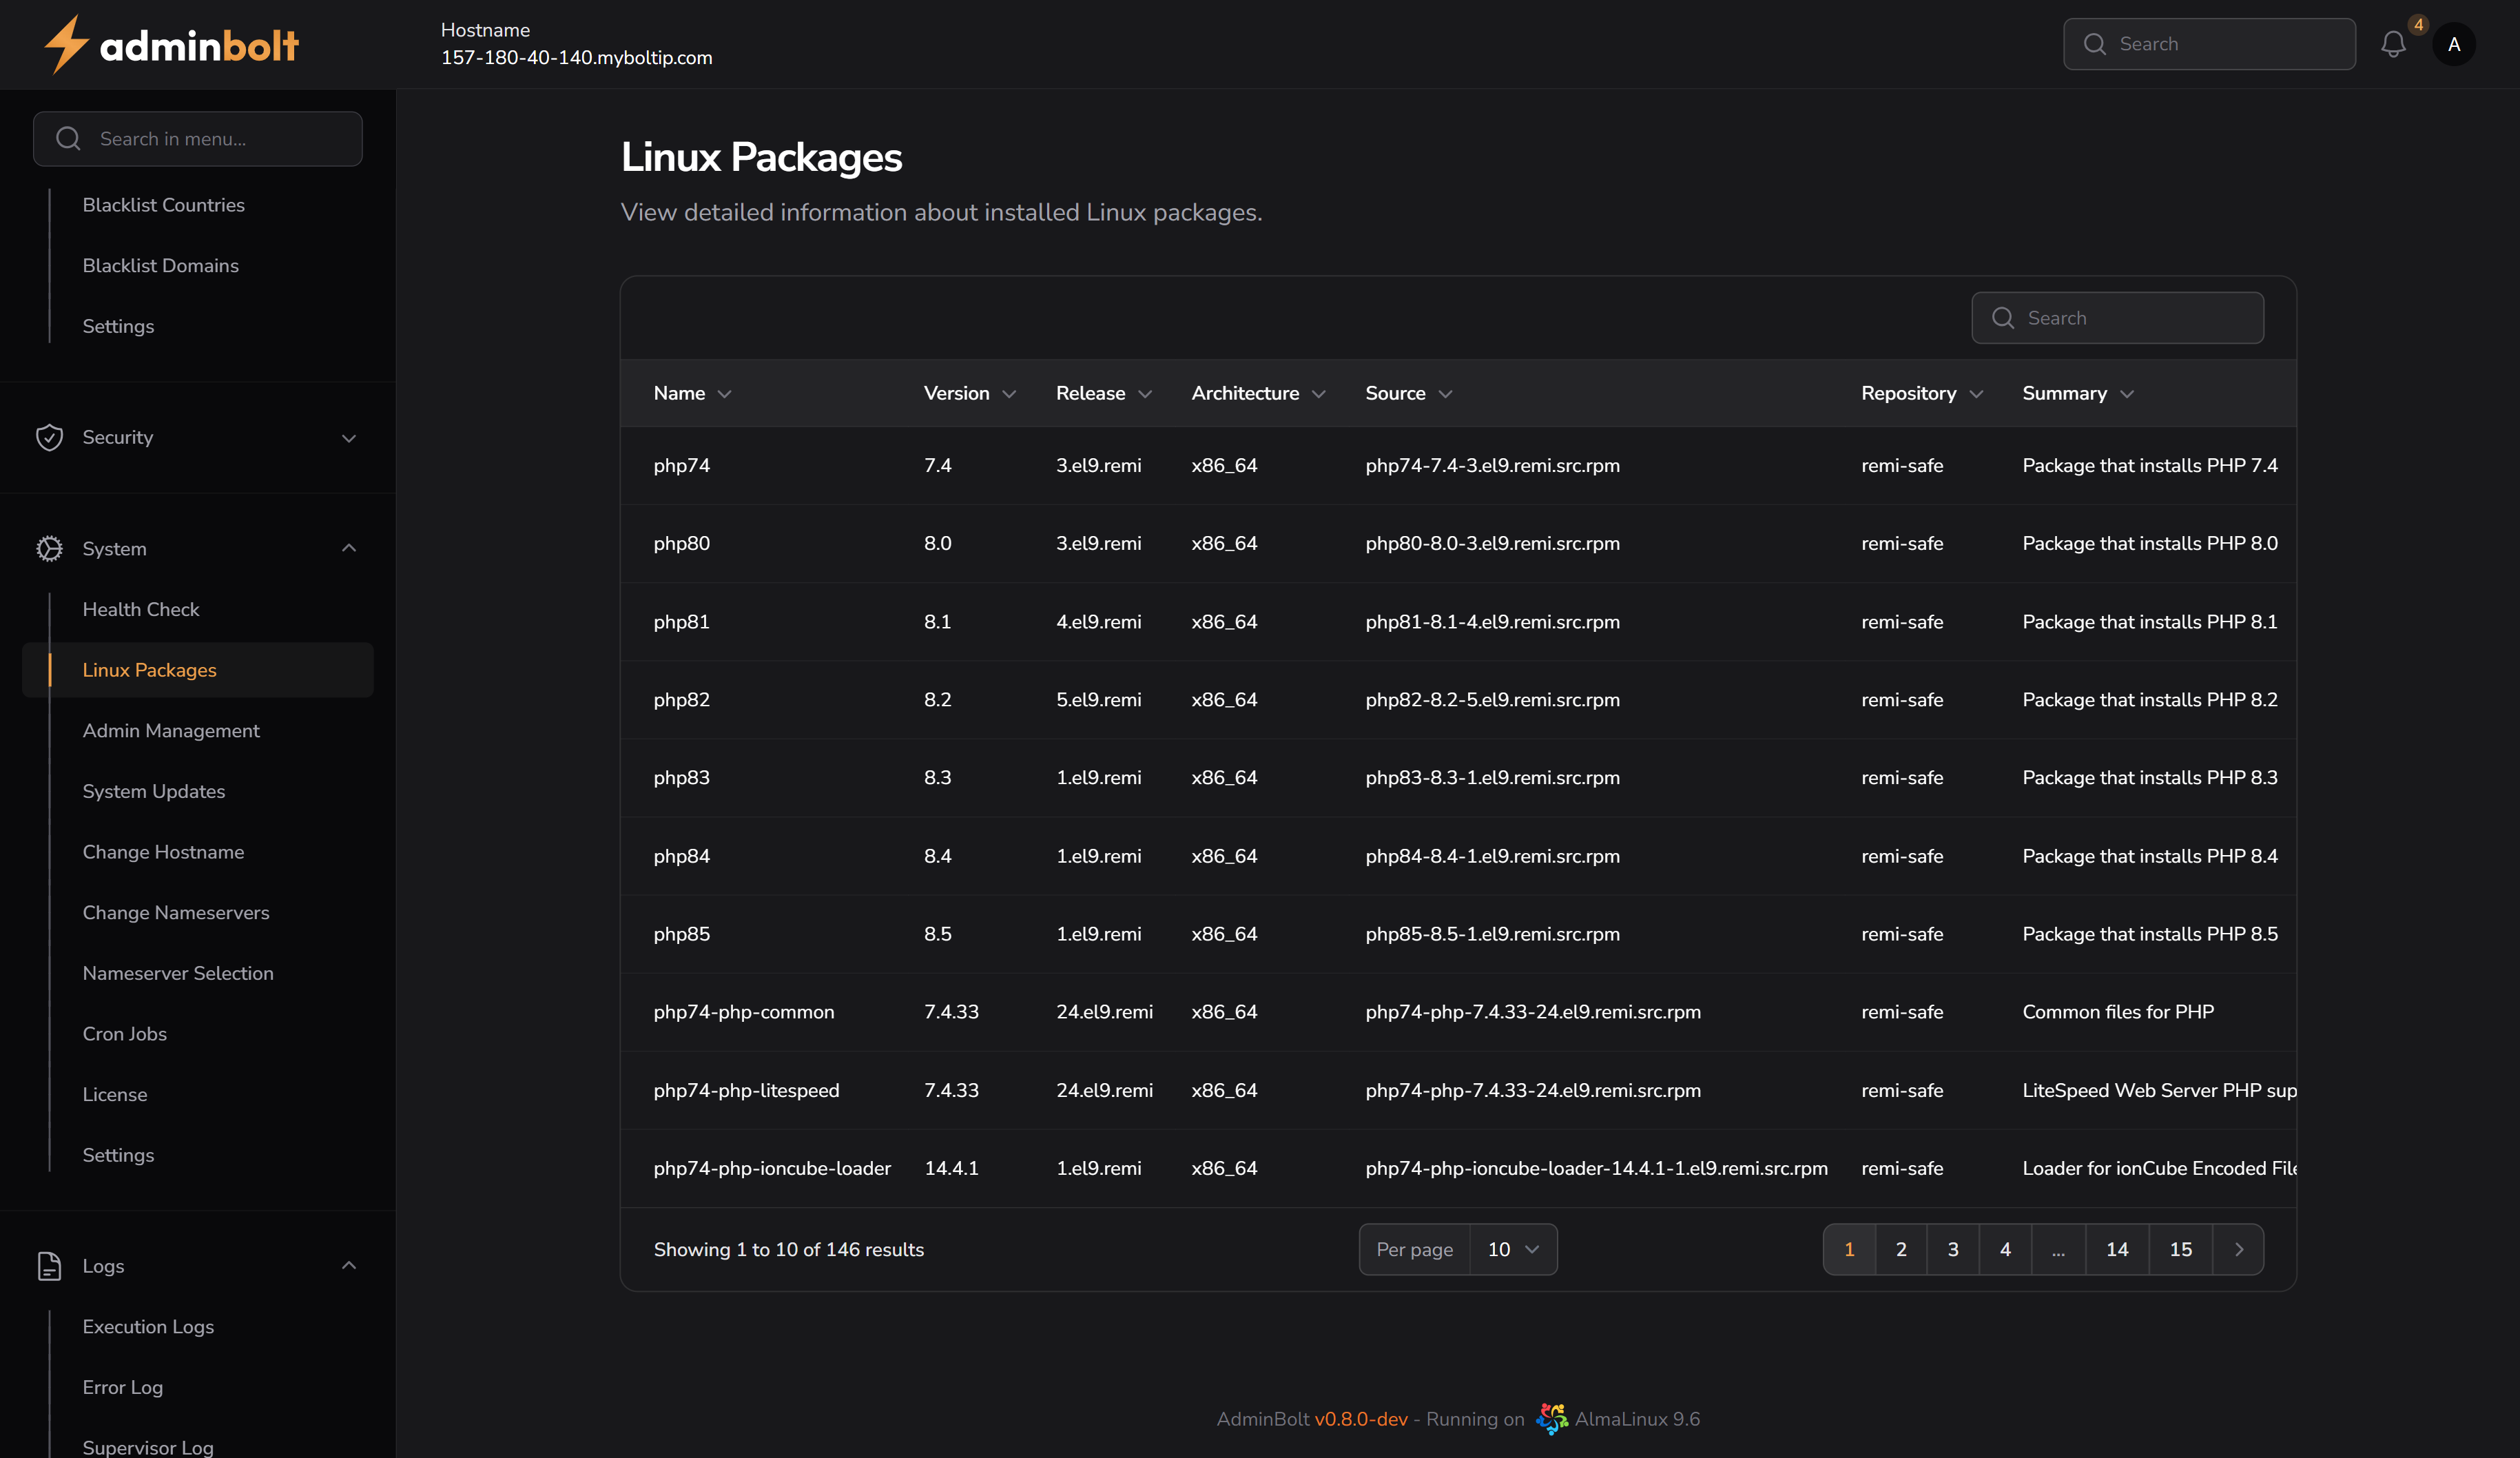 adminbolt
Hostname
157-180-40-140.myboltip.com
Search
4
A
Search in menu...
Blacklist Countries
Blacklist Domains
Settings
Security
System
Health Check
Linux Packages
Admin Management
System Updates
Change Hostname
Change Nameservers
Nameserver Selection
Cron Jobs
License
Settings
Logs
Execution Logs
Error Log
Supervisor Log
Linux Packages
View detailed information about installed Linux packages.
Search
Name Version Release Architecture Source Repository Summary
php74 7.4 3.el9.remi x86_64 php74-7.4-3.el9.remi.src.rpm remi-safe Package that installs PHP 7.4
php80 8.0 3.el9.remi x86_64 php80-8.0-3.el9.remi.src.rpm remi-safe Package that installs PHP 8.0
php81 8.1 4.el9.remi x86_64 php81-8.1-4.el9.remi.src.rpm remi-safe Package that installs PHP 8.1
php82 8.2 5.el9.remi x86_64 php82-8.2-5.el9.remi.src.rpm remi-safe Package that installs PHP 8.2
php83 8.3 1.el9.remi x86_64 php83-8.3-1.el9.remi.src.rpm remi-safe Package that installs PHP 8.3
php84 8.4 1.el9.remi x86_64 php84-8.4-1.el9.remi.src.rpm remi-safe Package that installs PHP 8.4
php85 8.5 1.el9.remi x86_64 php85-8.5-1.el9.remi.src.rpm remi-safe Package that installs PHP 8.5
php74-php-common 7.4.33 24.el9.remi x86_64 php74-php-7.4.33-24.el9.remi.src.rpm remi-safe Common files for PHP
php74-php-litespeed 7.4.33 24.el9.remi x86_64 php74-php-7.4.33-24.el9.remi.src.rpm remi-safe LiteSpeed Web Server PHP sup
php74-php-ioncube-loader 14.4.1 1.el9.remi x86_64 php74-php-ioncube-loader-14.4.1-1.el9.remi.src.rpm remi-safe Loader for ionCube Encoded File
Showing 1 to 10 of 146 results
Per page 10
1 2 3 4 ... 14 15
AdminBolt v0.8.0-dev - Running on AlmaLinux 9.6